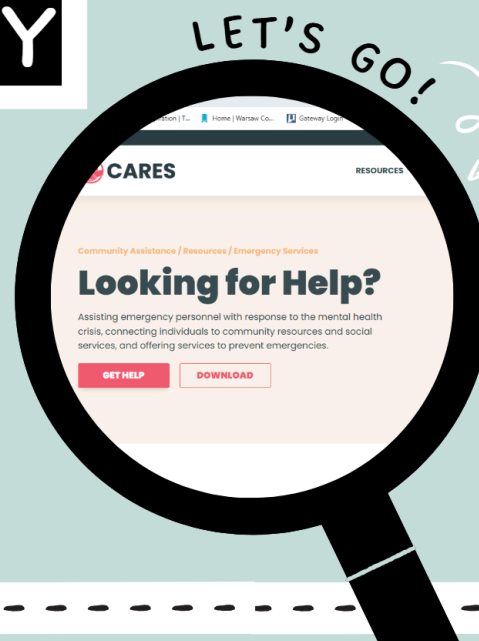 Y
LET'S GO!
ration | T... Home | Warsaw Co... Gateway Login
CARES
RESOURCES
Community Assistance / Resources / Emergency Services
Looking for Help?
Assisting emergency personnel with response to the mental health
crisis, connecting individuals to community resources and social
services, and offering services to prevent emergencies.
GET HELP DOWNLOAD